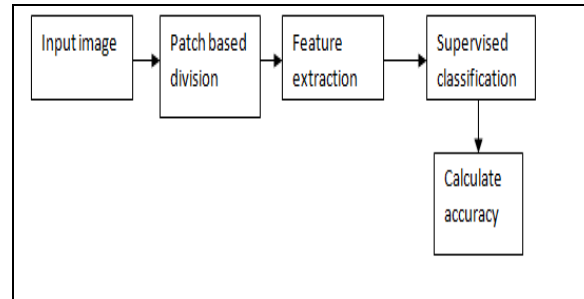 Input image
Patch based
division
Feature
extraction
Supervised
classification
Calculate
accuracy